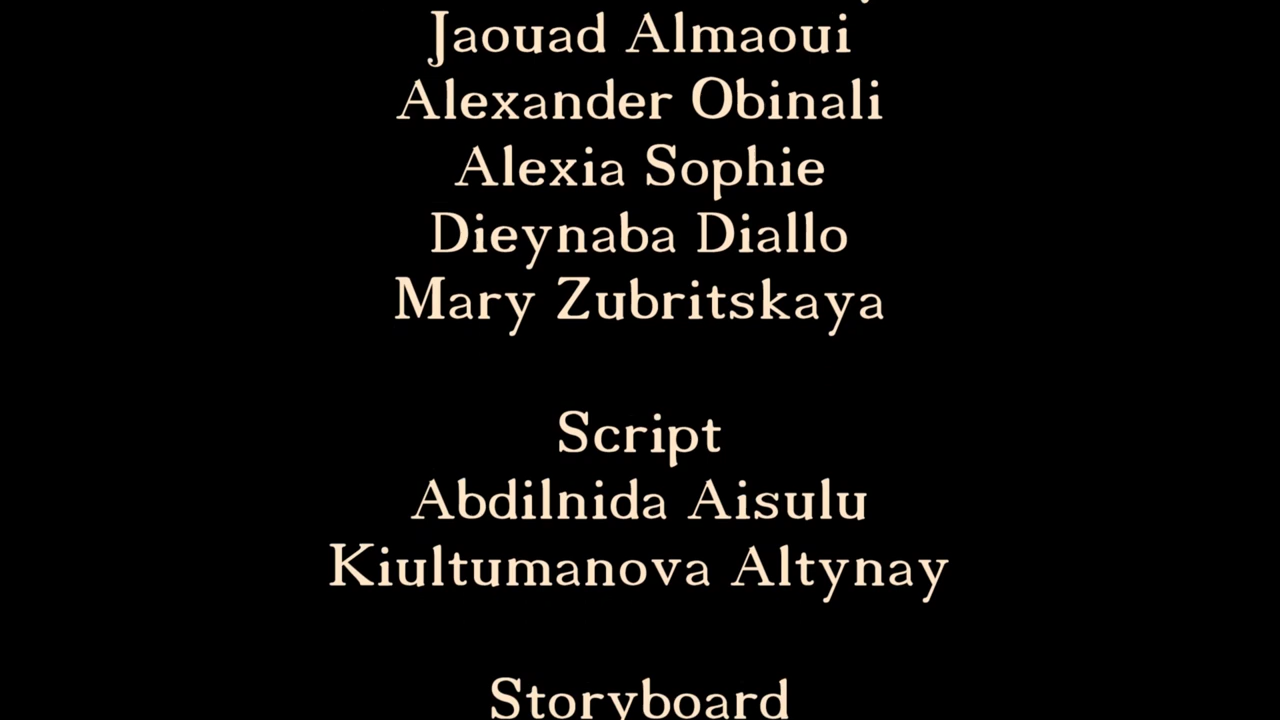 Jaouad Almaoui
Alexander Obinali
Alexia Sophie
Dieynaba Diallo
Mary Zubritskaya
Script
Abdilnida Aisulu
Kiultumanova Altynay
Storyboard